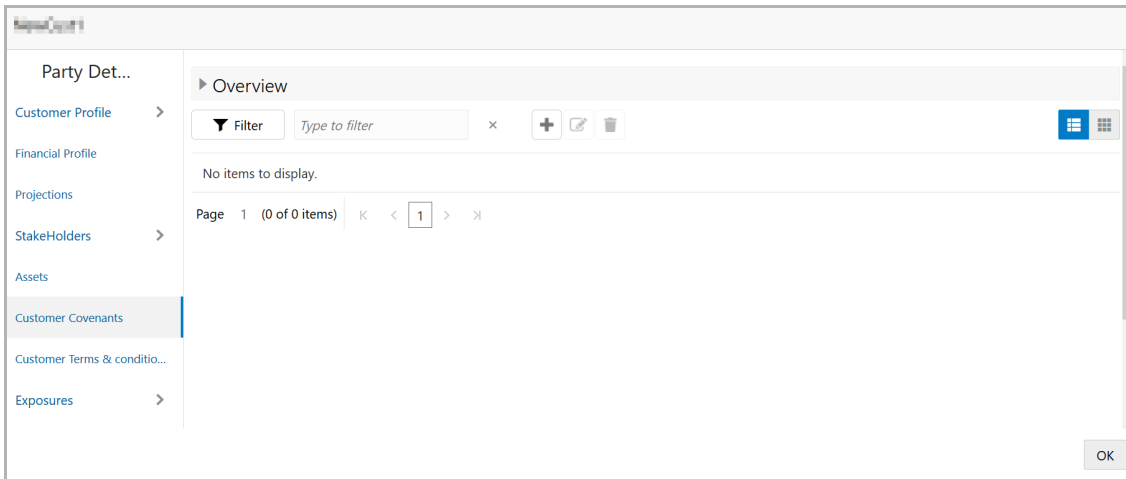 Party Det...
Customer Profile
Financial Profile
Projections
StakeHolders
Assets
Customer Covenants
Customer Terms & conditio...
Exposures
Overview
Filter Type to filter
No items to display.
Page 1 (0 of 0 items) 1
OK